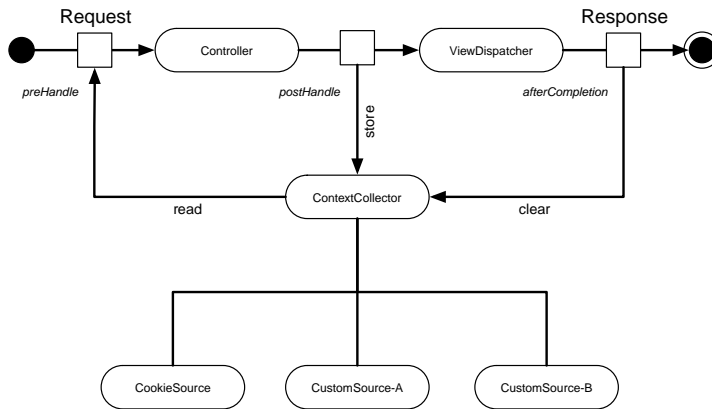 Request
Response
Controller
ViewDispatcher
preHandle
postHandle
afterCompletion
store
ContextCollector
read
clear
CookieSource
CustomSource-A
CustomSource-B